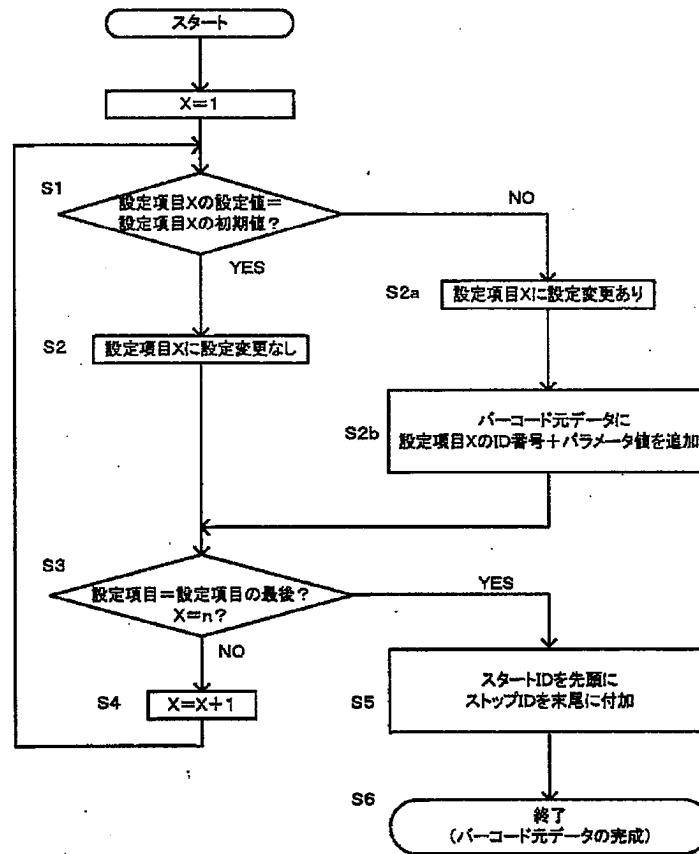 スタート
X=1
S1
設定項目Xの設定値=
設定項目Xの初期値?
NO
YES
S2a
設定項目Xに設定変更あり
S2
設定項目Xに設定変更なし
S2b
バーコード元データに
設定項目XのID番号+パラメータ値を追加
S3
設定項目=設定項目の最後?
X=n?
YES
NO
S4
X=X+1
S5
スタートIDを先頭に
ストップIDを末尾に付加
S6
終了
(バーコード元データの完成)